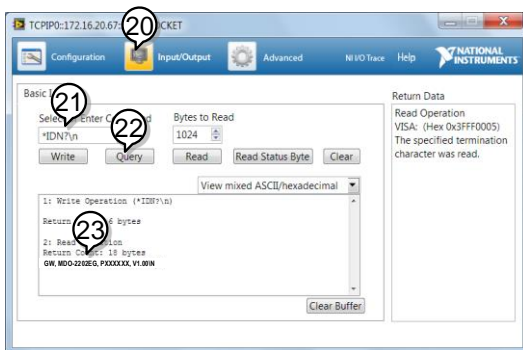 TCPIP0::172.16.20.67: CKET
20
Configuration Input/Output Advanced NI I/O Trace Help NATIONAL INSTRUMENTS
Basic I
Return Data
21
22
Bytes to Read
*IDN?\n
1024
Write Query Read Read Status Byte Clear
Read Operation
VISA: (Hex 0x3FFF0005)
The specified termination
character was read.
View mixed ASCII/hexadecimal
1: Write Operation (*IDN?\n)
Return 6 bytes
23
2: Read
Return Count: 18 bytes
GW, MDO-2202EG, PXXXXXX, V1.00\N
Clear Buffer